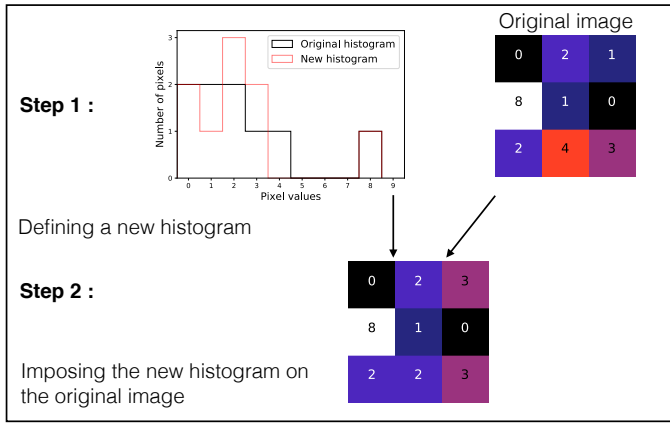 Original image
Original histogram
New histogram
Number of pixels
3
2
1
0
0 1 2 3 4 5 6 7 8 9
Pixel values
0 2 1
8 1 0
2 4 3
Step 1 :
Defining a new histogram
Step 2 :
0 2 3
8 1 0
2 2 3
Imposing the new histogram on
the original image